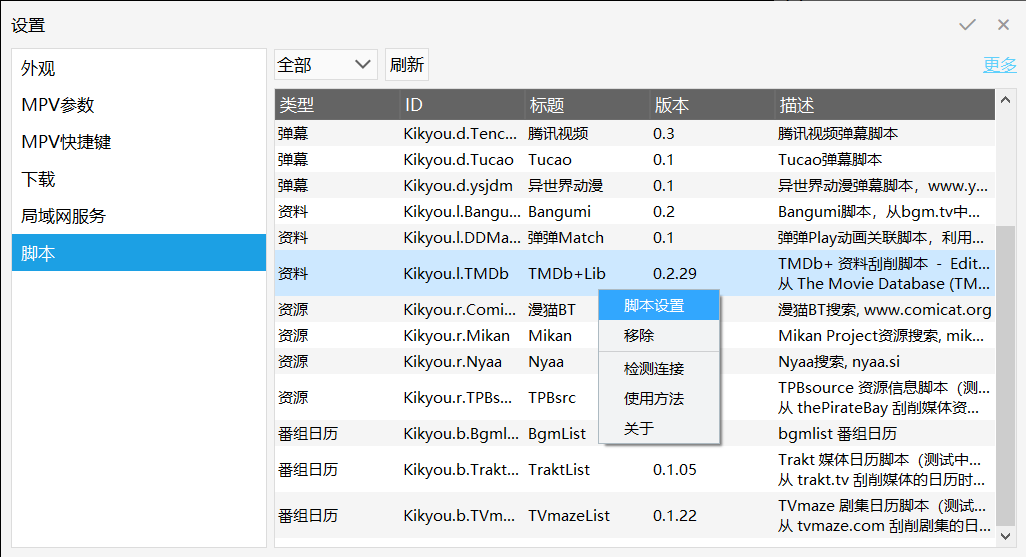 设置
外观
MPV参数
MPV快捷键
下载
局域网服务
脚本
全部 刷新 更多
类型 ID 标题 版本 描述
弹幕 Kikyou.d.Tenc... 腾讯视频 0.3 腾讯视频弹幕脚本
弹幕 Kikyou.d.Tucao Tucao 0.1 Tucao弹幕脚本
弹幕 Kikyou.d.ysjdm 异世界动漫 0.1 异世界动漫弹幕脚本，www.y...
资料 Kikyou.l.Bangu... Bangumi 0.2 Bangumi脚本，从bgm.tv中...
资料 Kikyou.l.DDMa... 弹弹Match 0.1 弹弹Play动画关联脚本，利用...
资料 Kikyou.l.TMDb TMDb+Lib 0.2.29 TMDb+ 资料刮削脚本 - Edit...
从 The Movie Database (TM...
资源 Kikyou.r.Comi... 漫猫BT 漫猫BT搜索, www.comicat.org
资源 Kikyou.r.Mikan Mikan Mikan Project资源搜索, mik...
资源 Kikyou.r.Nyaa Nyaa Nyaa搜索, nyaa.si
资源 Kikyou.r.TPBs... TPBsrc TPBsource 资源信息脚本（测...
从 thePirateBay 刮削媒体资...
番组日历 Kikyou.b.Bgml... BgmList bgmlist 番组日历
番组日历 Kikyou.b.Trakt... TraktList 0.1.05 Trakt 媒体日历脚本（测试中...
从 trakt.tv 刮削媒体的日历时...
番组日历 Kikyou.b.TVm... TVmazeList 0.1.22 TVmaze 剧集日历脚本（测试...
从 tvmaze.com 刮削剧集的日...
脚本设置
移除
检测连接
使用方法
关于